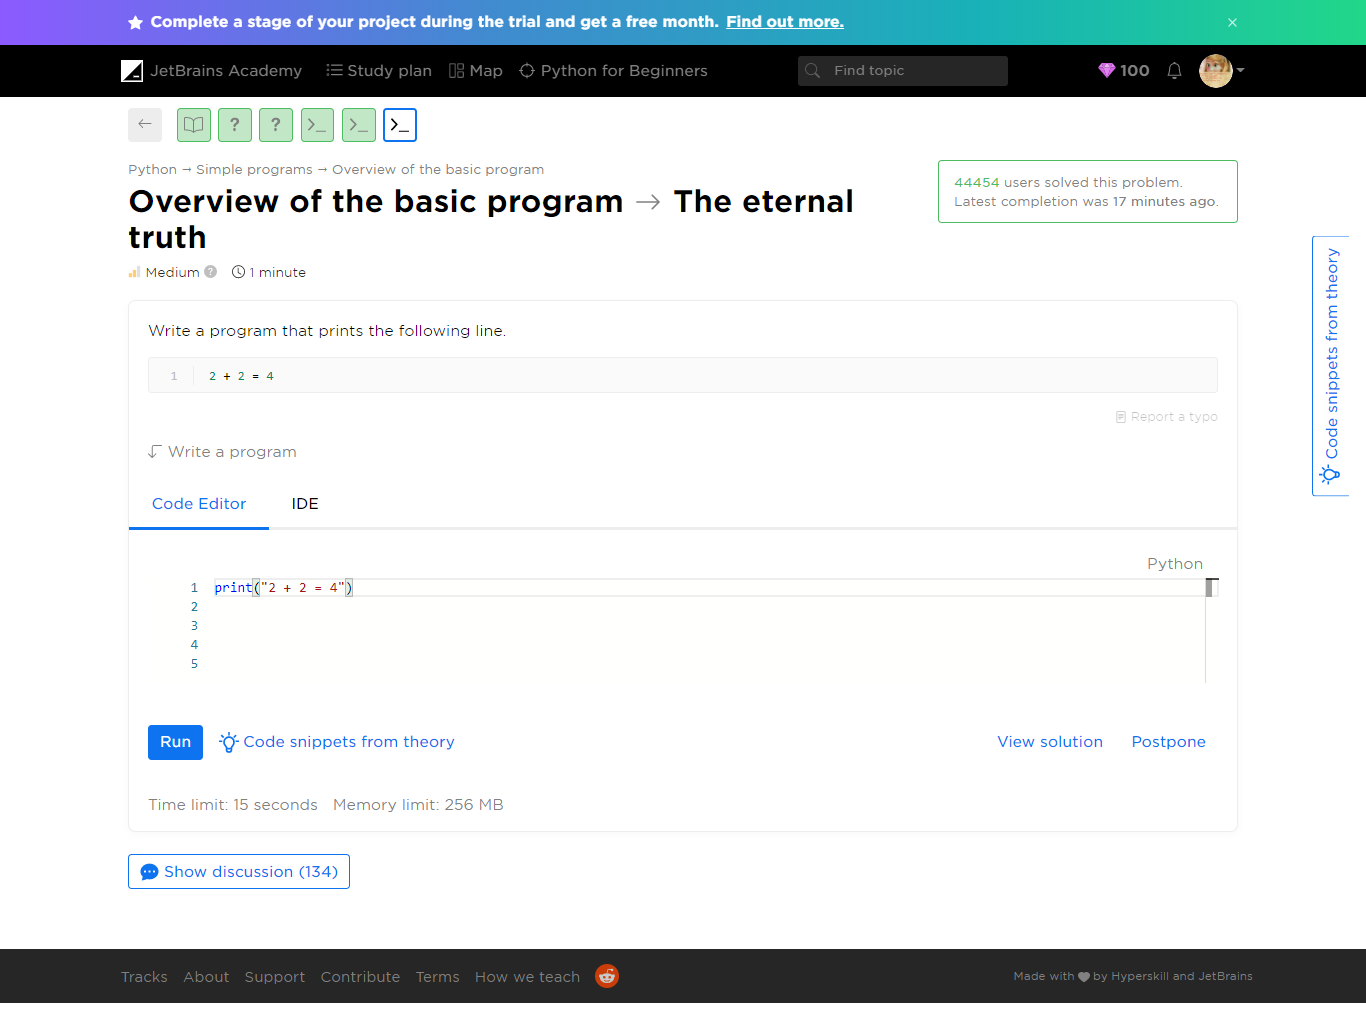 Complete a stage of your project during the trial and get a free month. Find out more.
JetBrains Academy Study plan Map Python for Beginners Find topic 100
? ? >_ >_ >_
Python → Simple programs → Overview of the basic program
Overview of the basic program → The eternal
truth
Medium ? 1 minute
44454 users solved this problem.
Latest completion was 17 minutes ago.
Code snippets from theory
Write a program that prints the following line.
1 2 + 2 = 4
Report a typo
Write a program
Code Editor IDE
Python
1 print("2 + 2 = 4")
2
3
4
5
Run Code snippets from theory View solution Postpone
Time limit: 15 seconds Memory limit: 256 MB
Show discussion (134)
Tracks About Support Contribute Terms How we teach Made with ♥ by Hyperskill and JetBrains